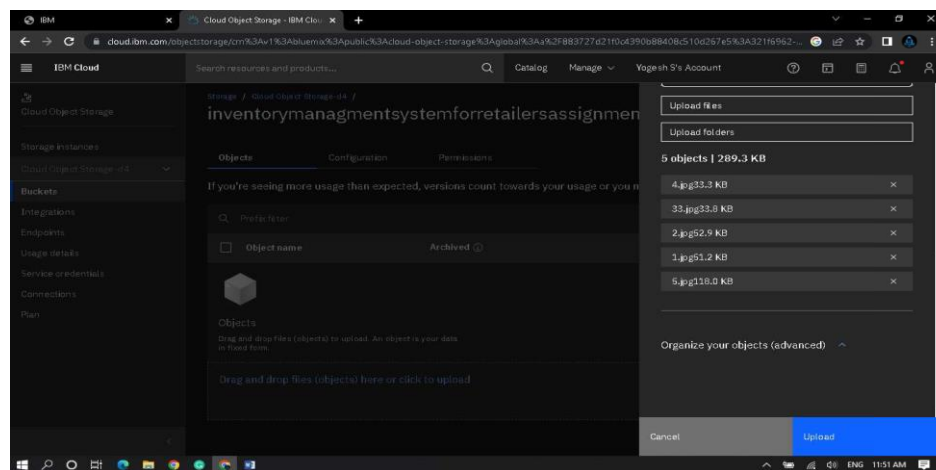 IBM
Cloud Object Storage - IBM Clou
cloud.ibm.com/objectstorage/crn%3Av1%3Abluemix%3Apublic%3Acloud-object-storage%3Aglobal%3Aa%2F883727d21f0c4390b88408c510d267e5%3A321f6962-...
IBM Cloud
Search resources and products...
Catalog
Manage
Yogesh S's Account
Cloud Object Storage
Storage instances
Cloud Object Storage-d4
Buckets
Integrations
Endpoints
Usage details
Service credentials
Connections
Plan
Storage / Cloud Object Storage-d4 /
inventorymanagmentsystemforretailersassignmen
Objects
Configuration
Permissions
If you're seeing more usage than expected, versions count towards your usage or you m
Prefix filter
Object name
Archived
Objects
Drag and drop files (objects) to upload. An object is your data
in fixed form.
Drag and drop files (objects) here or click to upload
Upload files
Upload folders
5 objects | 289.3 KB
4.jpg33.3 KB
33.jpg33.8 KB
2.jpg52.9 KB
1.jpg51.2 KB
5.jpg118.0 KB
Organize your objects (advanced)
Cancel
Upload
ENG
11:51 AM